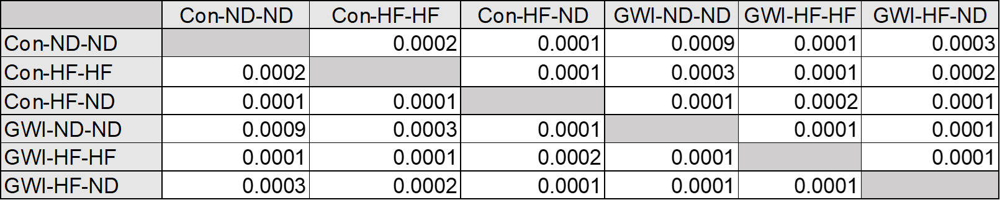 Con-ND-ND Con-HF-HF Con-HF-ND GWI-ND-ND GWI-HF-HF GWI-HF-ND
Con-ND-ND 0.0002 0.0001 0.0009 0.0001 0.0003
Con-HF-HF 0.0002 0.0001 0.0003 0.0001 0.0002
Con-HF-ND 0.0001 0.0001 0.0001 0.0002 0.0001
GWI-ND-ND 0.0009 0.0003 0.0001 0.0001 0.0001
GWI-HF-HF 0.0001 0.0001 0.0002 0.0001 0.0001
GWI-HF-ND 0.0003 0.0002 0.0001 0.0001 0.0001